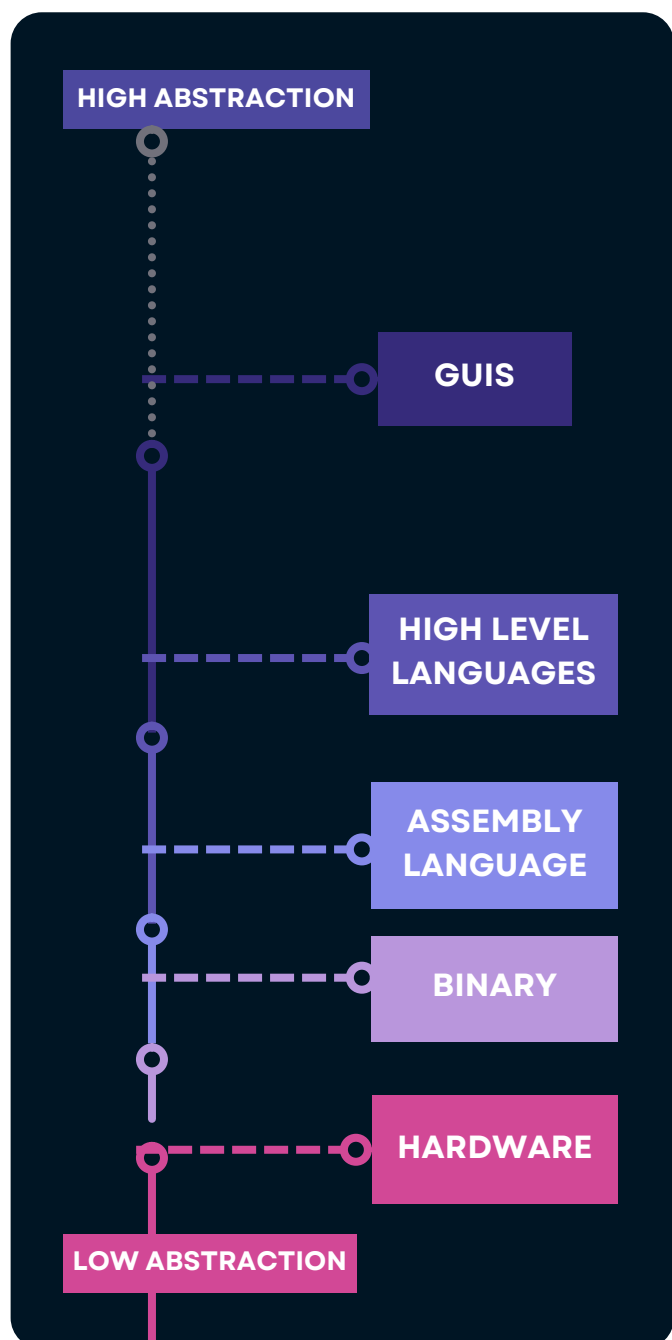 HIGH ABSTRACTION
GUIS
HIGH LEVEL
LANGUAGES
ASSEMBLY
LANGUAGE
BINARY
HARDWARE
LOW ABSTRACTION